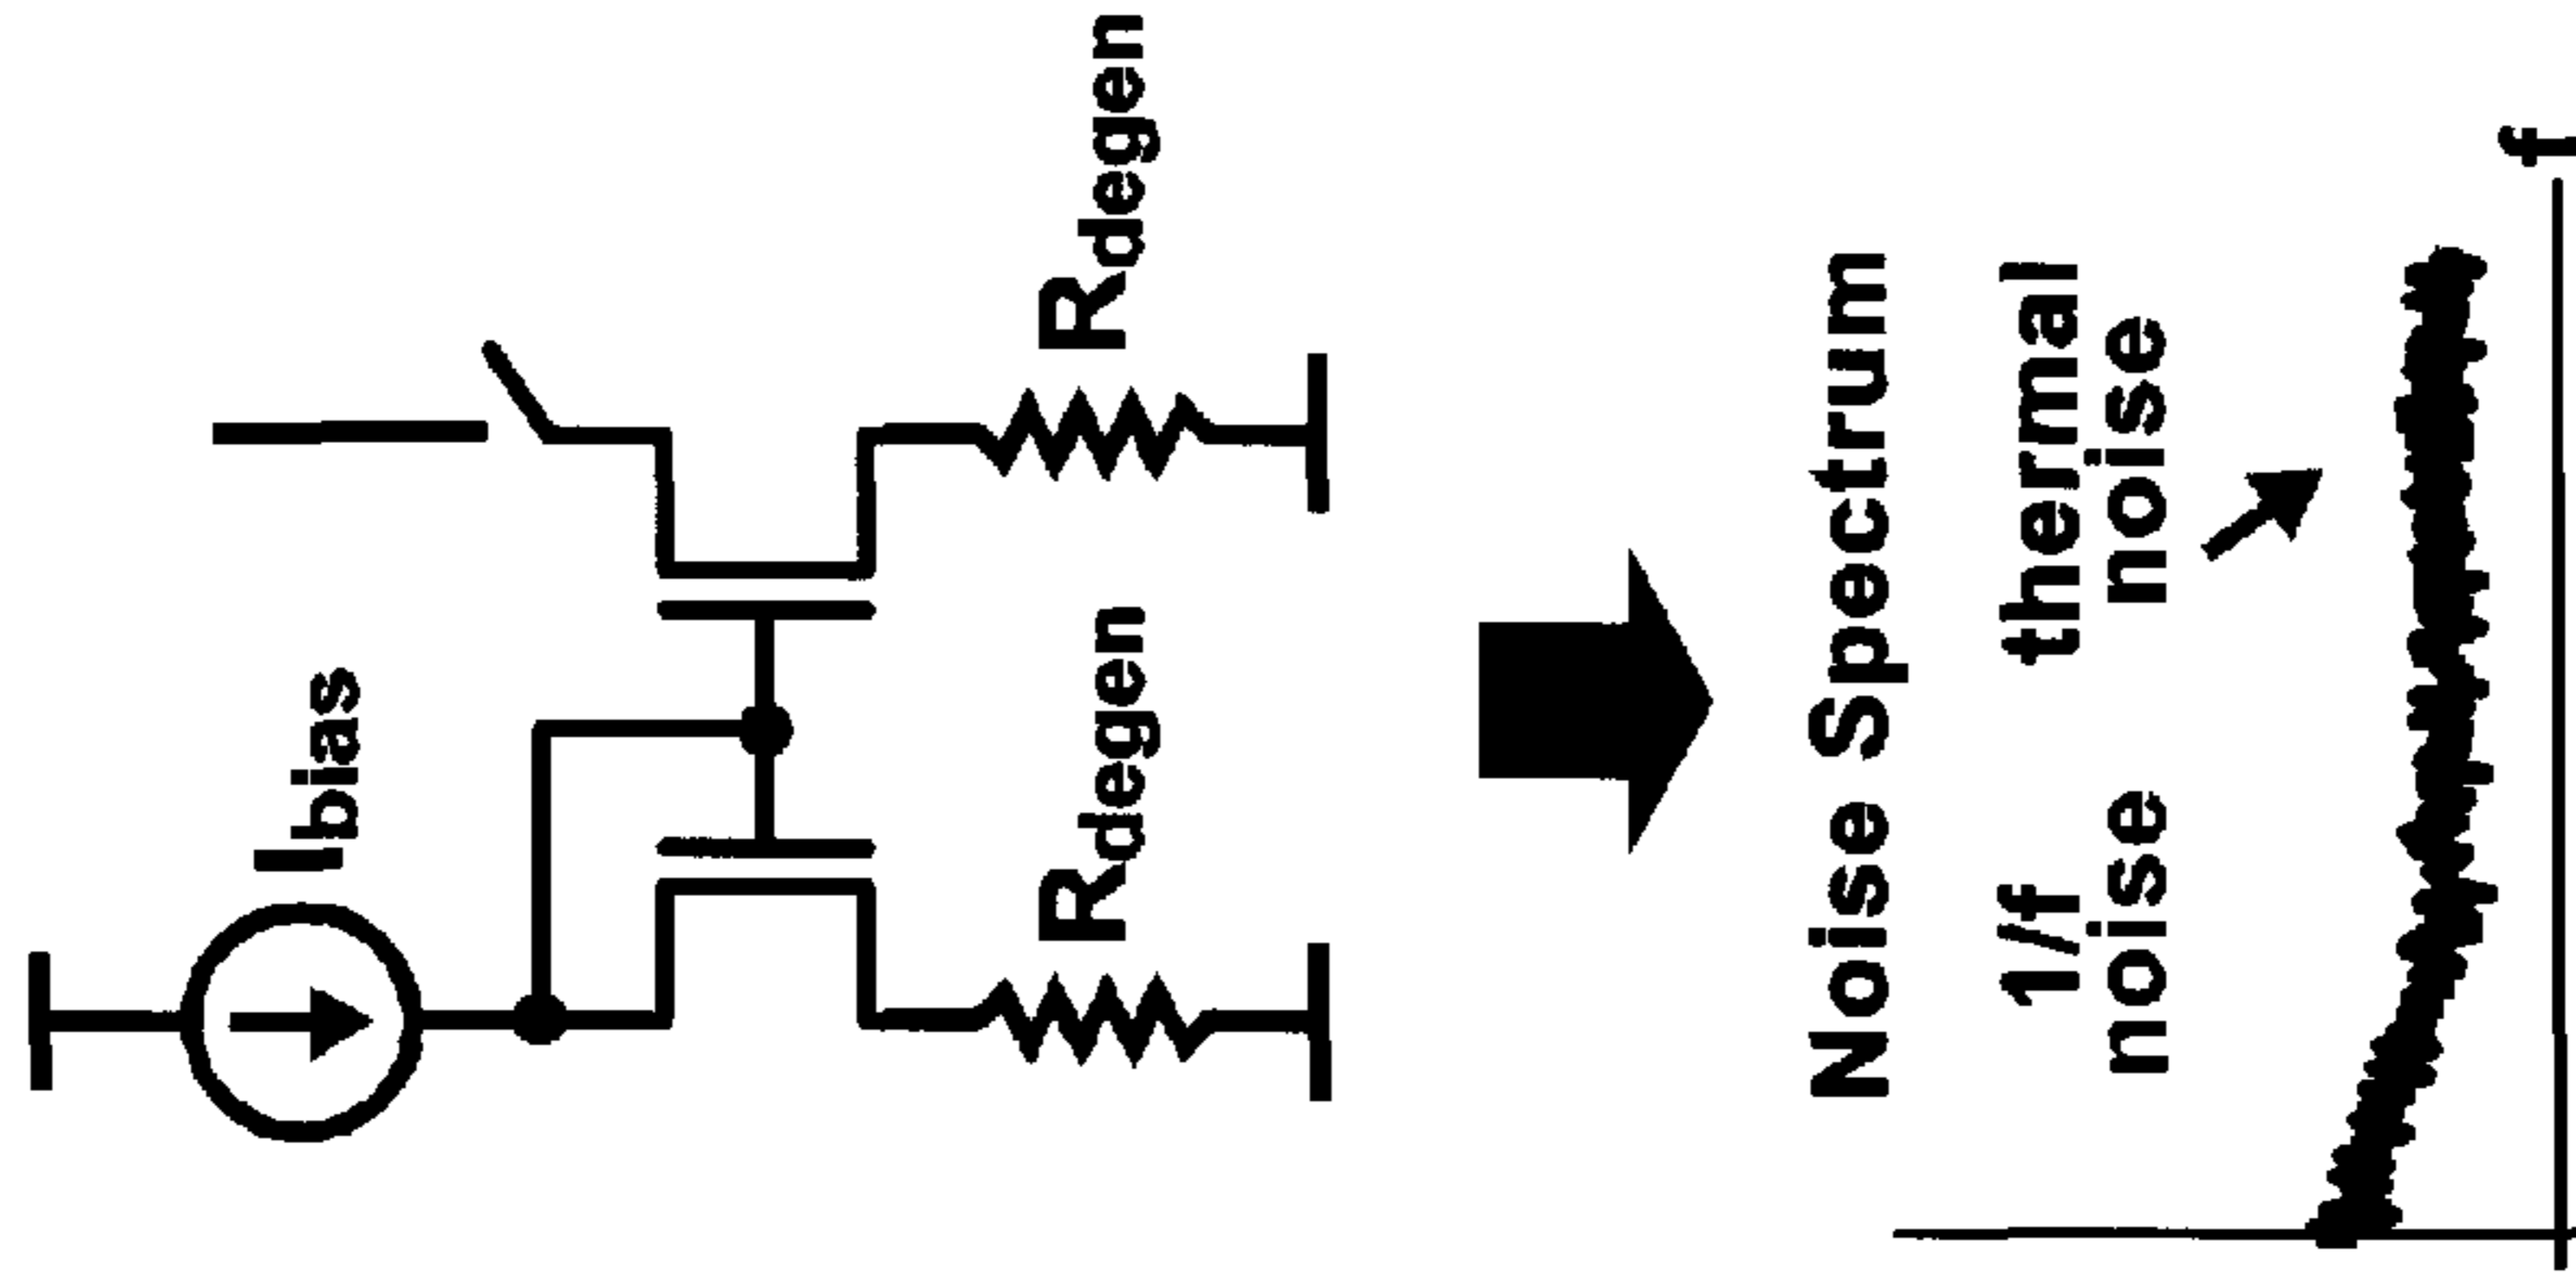 Ibias
Rdegen
Rdegen
Noise Spectrum
1/f
noise
thermal
noise
f